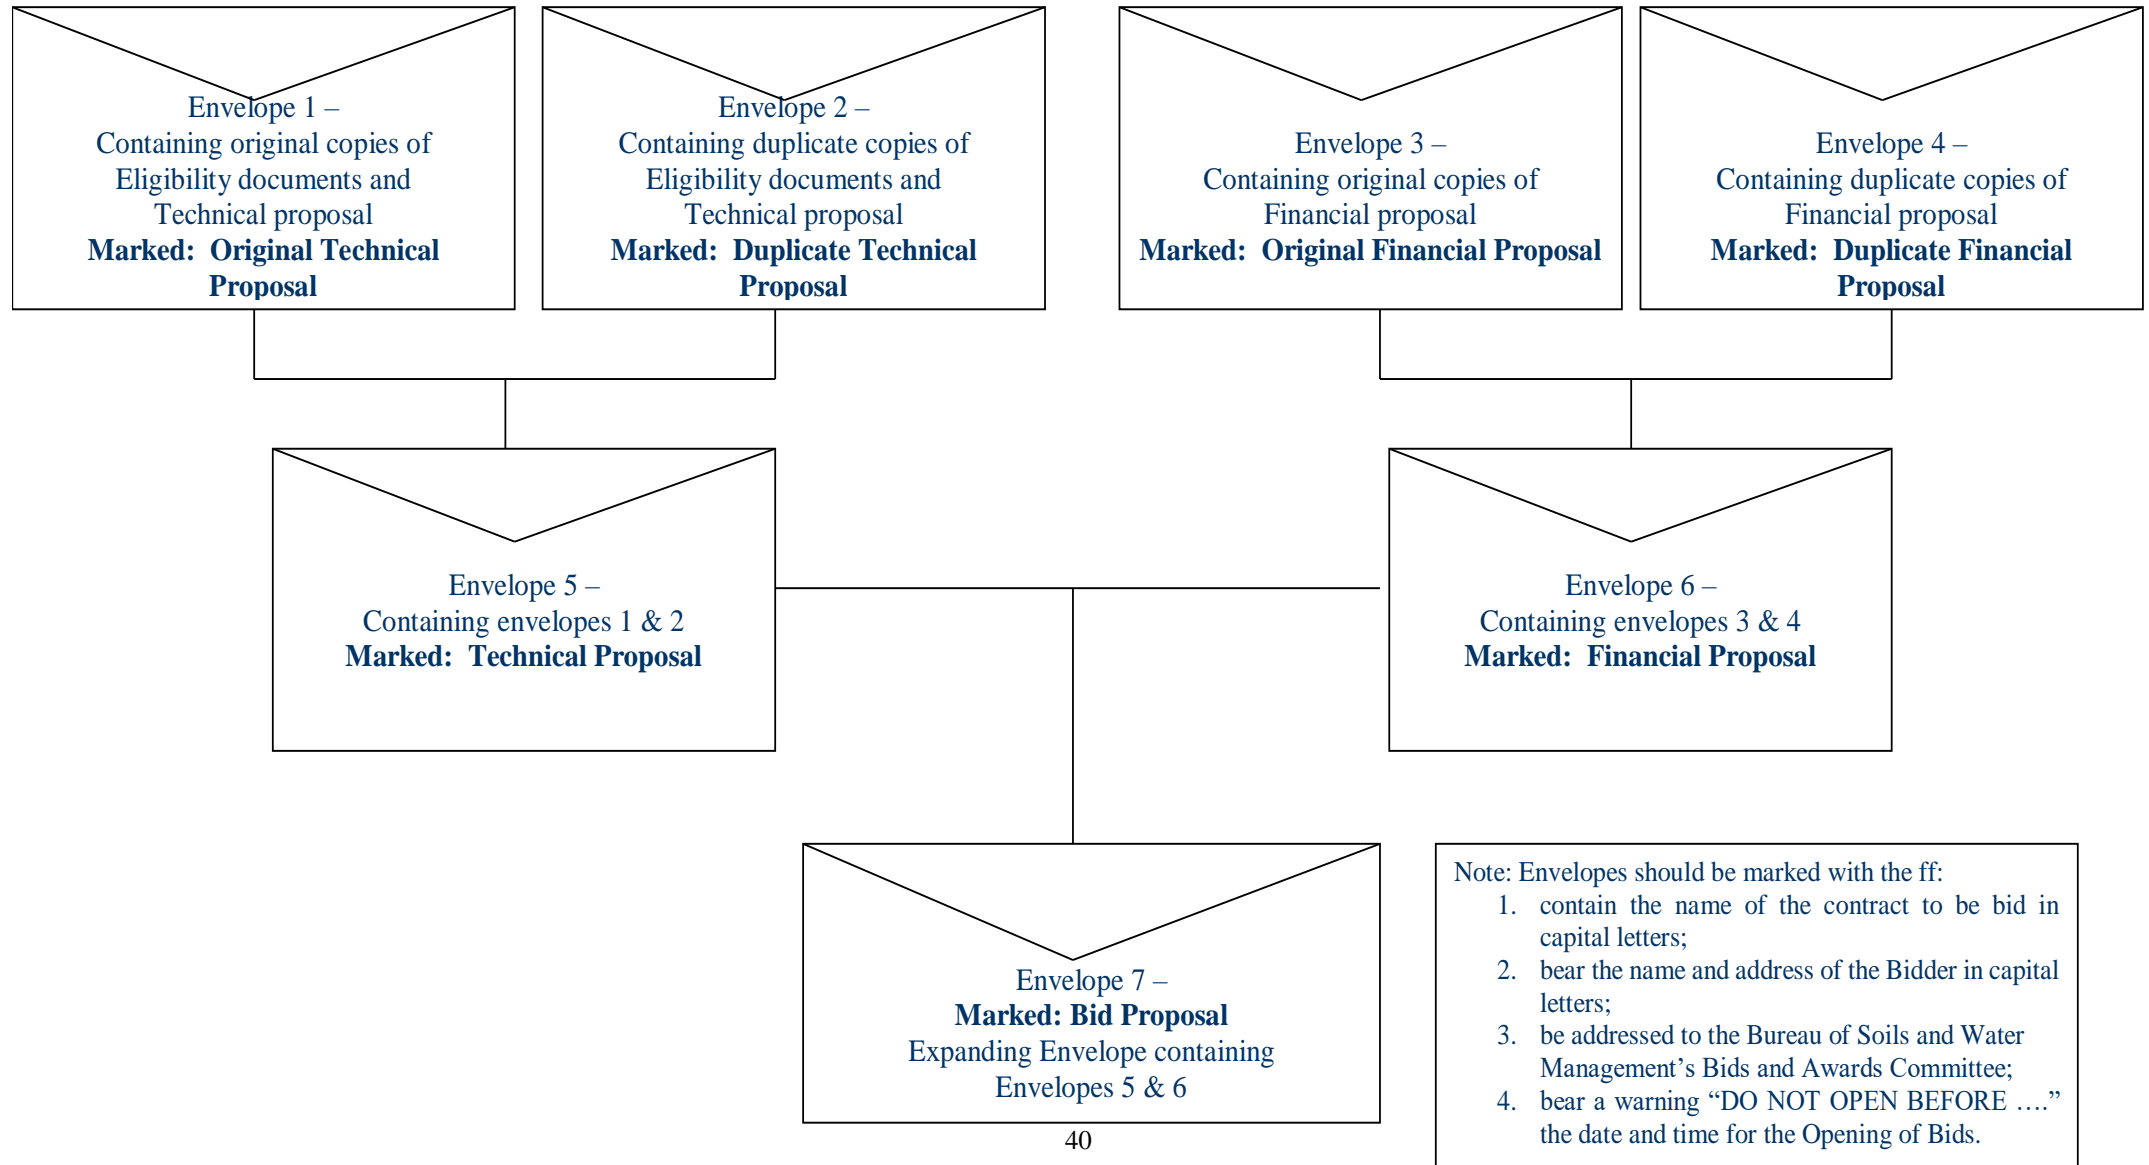 Envelope 1 –
Containing original copies of
Eligibility documents and
Technical proposal
Marked:  Original Technical
Proposal
Envelope 2 –
Containing duplicate copies of
Eligibility documents and
Technical proposal
Marked:  Duplicate Technical
Proposal
Envelope 3 –
Containing original copies of
Financial proposal
Marked:  Original Financial Proposal
Envelope 4 –
Containing duplicate copies of
Financial proposal
Marked:  Duplicate Financial
Proposal
Envelope 5 –
Containing envelopes 1 & 2
Marked:  Technical Proposal
Envelope 6 –
Containing envelopes 3 & 4
Marked:  Financial Proposal
Envelope 7 –
Marked: Bid Proposal
Expanding Envelope containing
Envelopes 5 & 6
Note: Envelopes should be marked with the ff:
1. contain the name of the contract to be bid in
capital letters;
2. bear the name and address of the Bidder in capital
letters;
3. be addressed to the Bureau of Soils and Water
Management’s Bids and Awards Committee;
4. bear a warning “DO NOT OPEN BEFORE ….”
the date and time for the Opening of Bids.
40